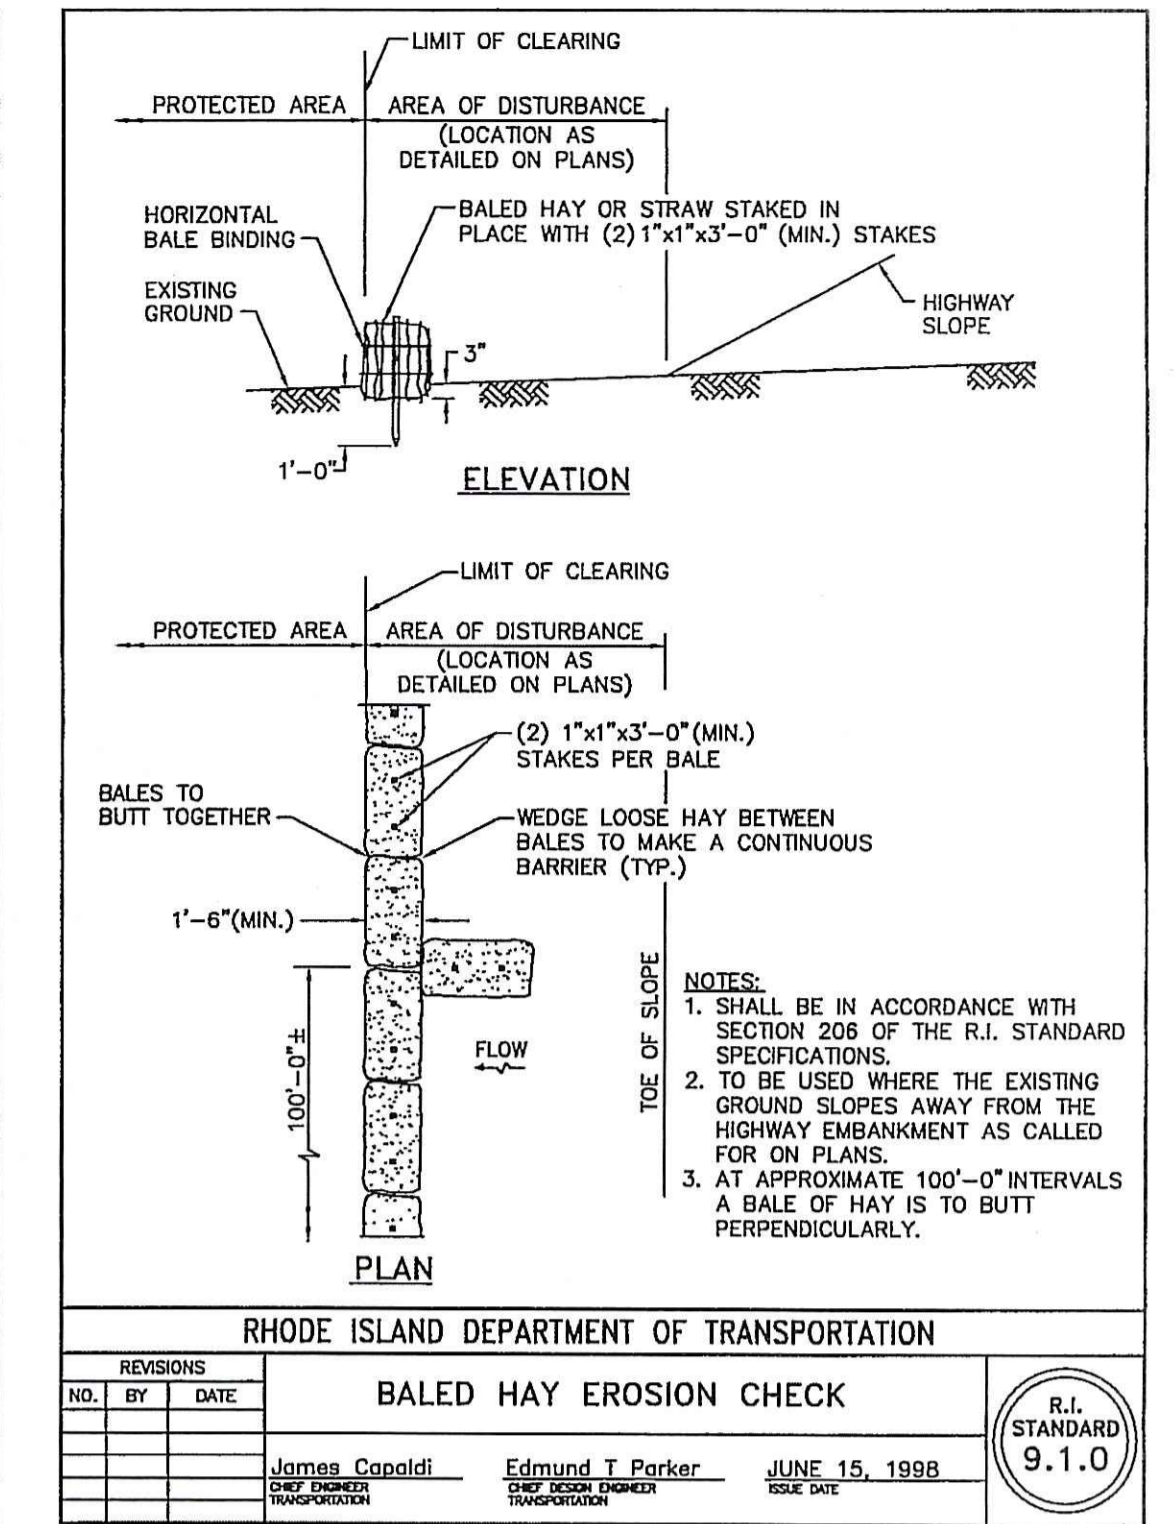 LIMIT OF CLEARING
PROTECTED AREA
AREA OF DISTURBANCE
(LOCATION AS
DETAILED ON PLANS)
HORIZONTAL
BALE BINDING
BALED HAY OR STRAW STAKED IN
PLACE WITH (2) 1"x1"x3'-0" (MIN.) STAKES
EXISTING
GROUND
HIGHWAY
SLOPE
3"
1'-0"
ELEVATION
LIMIT OF CLEARING
PROTECTED AREA
AREA OF DISTURBANCE
(LOCATION AS
DETAILED ON PLANS)
(2) 1"x1"x3'-0"(MIN.)
STAKES PER BALE
BALES TO
BUTT TOGETHER
WEDGE LOOSE HAY BETWEEN
BALES TO MAKE A CONTINUOUS
BARRIER (TYP.)
1'-6"(MIN.)
100'-0"±
FLOW
TOE OF SLOPE
NOTES:
1. SHALL BE IN ACCORDANCE WITH
SECTION 206 OF THE R.I. STANDARD
SPECIFICATIONS.
2. TO BE USED WHERE THE EXISTING
GROUND SLOPES AWAY FROM THE
HIGHWAY EMBANKMENT AS CALLED
FOR ON PLANS.
3. AT APPROXIMATE 100'-0" INTERVALS
A BALE OF HAY IS TO BUTT
PERPENDICULARLY.
PLAN
RHODE ISLAND DEPARTMENT OF TRANSPORTATION
REVISIONS
NO. BY DATE
BALED HAY EROSION CHECK
James Capaldi
CHIEF ENGINEER
TRANSPORTATION
Edmund T Parker
CHIEF DESIGN ENGINEER
TRANSPORTATION
JUNE 15, 1998
ISSUE DATE
R.I.
STANDARD
9.1.0